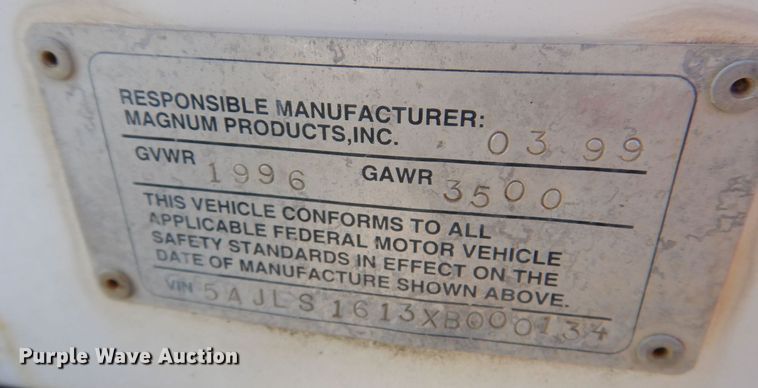 RESPONSIBLE MANUFACTURER:
MAGNUM PRODUCTS,INC. 03 99
GVWR 1996 GAWR 3500
THIS VEHICLE CONFORMS TO ALL
APPLICABLE FEDERAL MOTOR VEHICLE
SAFETY STANDARDS IN EFFECT ON THE
DATE OF MANUFACTURE SHOWN ABOVE.
VIN 5AJLS1613XB000134
Purple Wave Auction